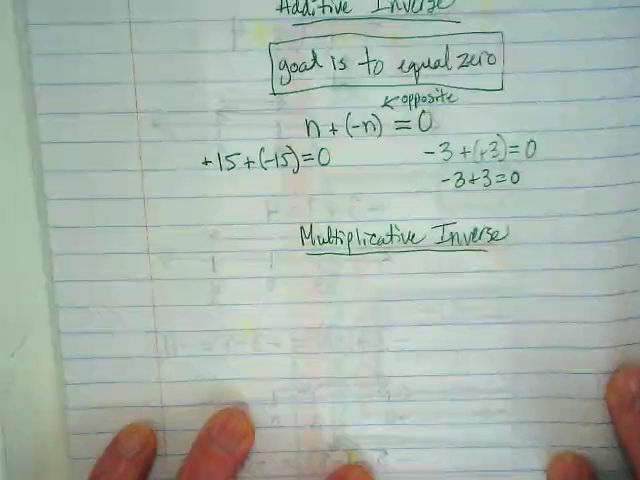 Additive Inverse
goal is to equal zero
opposite
n + (-n) = 0
+15 + (-15) = 0
-3 + (+3) = 0
-3 + 3 = 0
Multiplicative Inverse